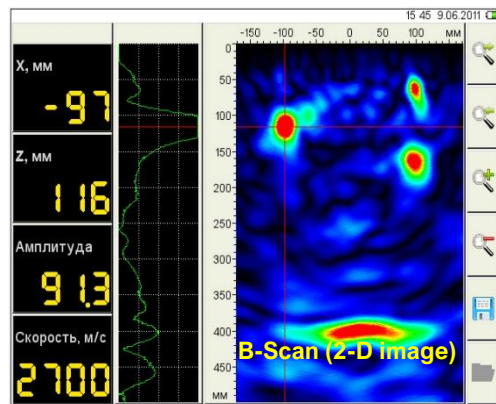 15 45 9.06.2011
X, мм
-97
Z, мм
116
Амплитуда
91.3
Скорость, м/с
2700
-150 -100 -50 0 50 100 мм
0
50
100
150
200
250
300
350
400
450
мм
B-Scan (2-D image)